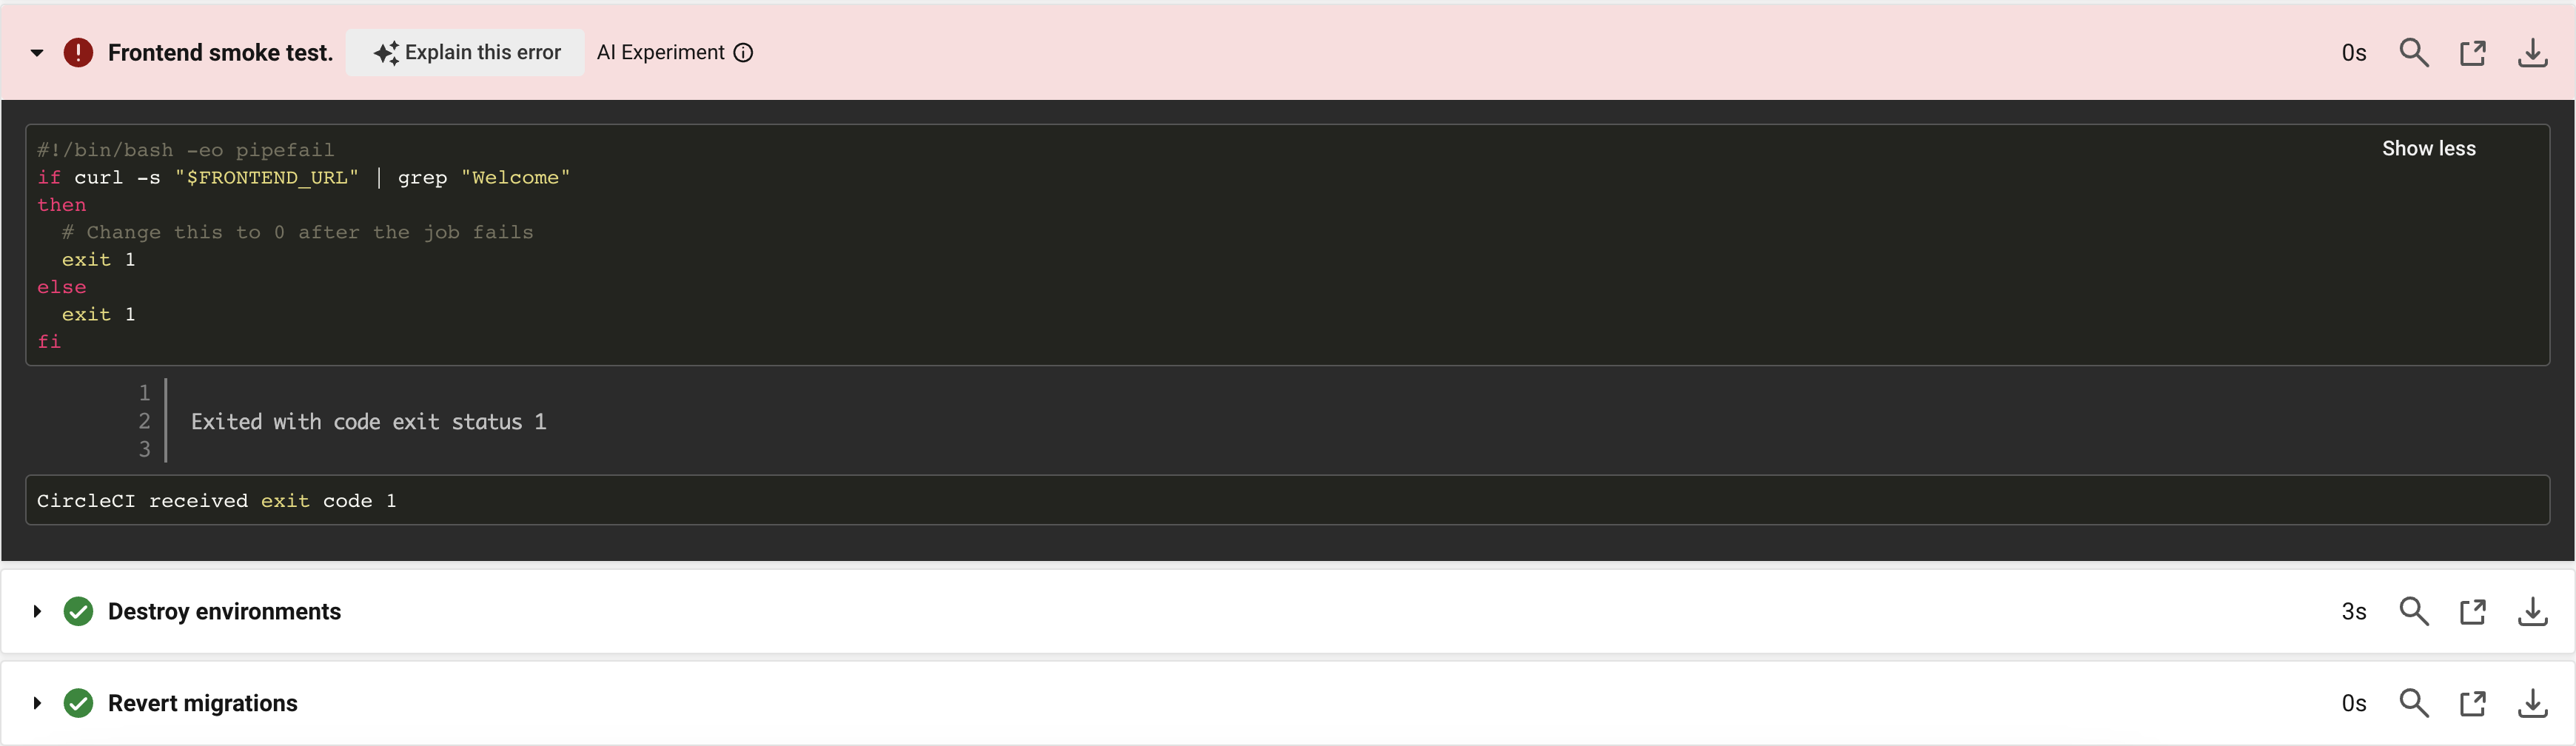 Frontend smoke test. Explain this error AI Experiment 0s
#!/bin/bash -eo pipefail
Show less
if curl -s "$FRONTEND_URL" | grep "Welcome"
then
  # Change this to 0 after the job fails
  exit 1
else
  exit 1
fi
1
2 Exited with code exit status 1
3
CircleCI received exit code 1
Destroy environments 3s
Revert migrations 0s